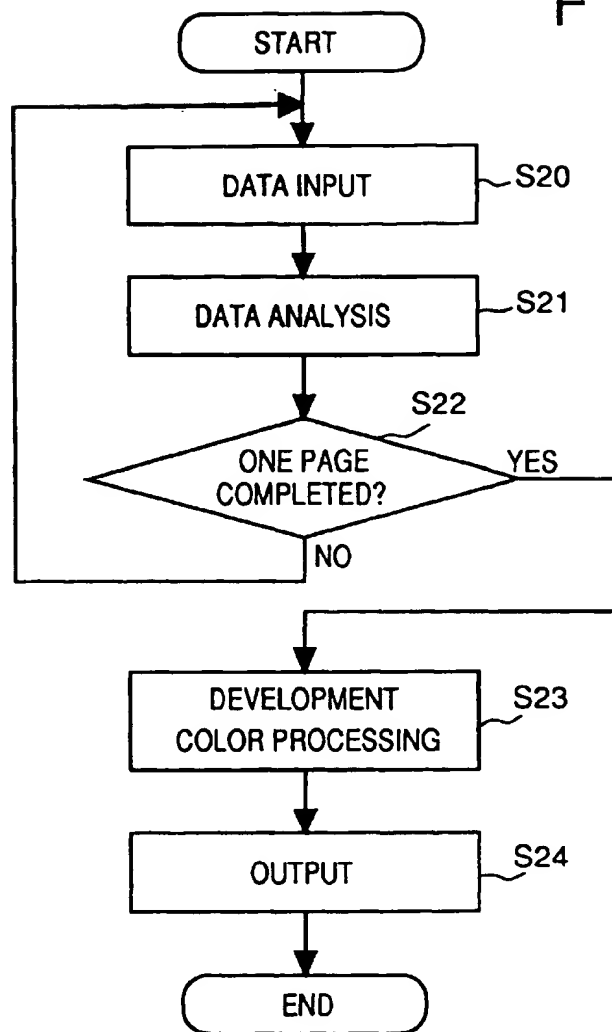 START
DATA INPUT
S20
DATA ANALYSIS
S21
S22
ONE PAGE
COMPLETED?
YES
NO
DEVELOPMENT
COLOR PROCESSING
S23
OUTPUT
S24
END